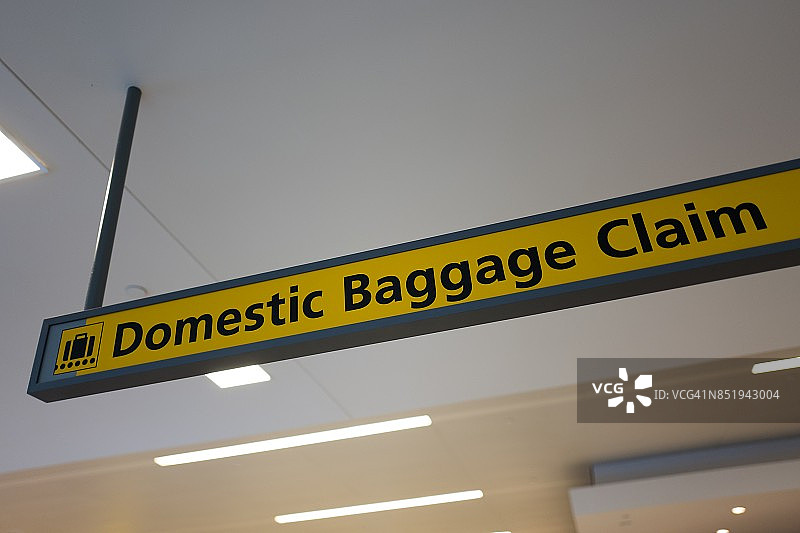 Domestic Baggage Claim
VCG
ID: VCG41N851943004